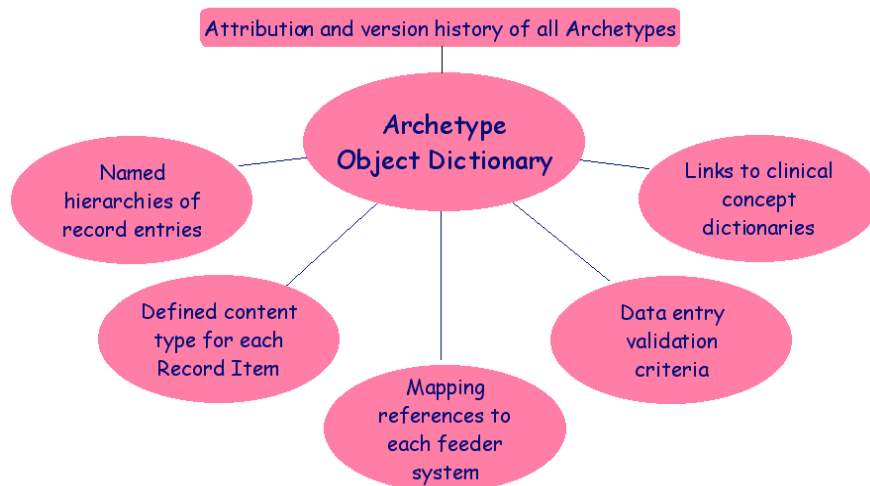 Attribution and version history of all Archetypes
Archetype
Object Dictionary
Named
hierarchies of
record entries
Links to clinical
concept
dictionaries
Defined content
type for each
Record Item
Data entry
validation
criteria
Mapping
references to
each feeder
system